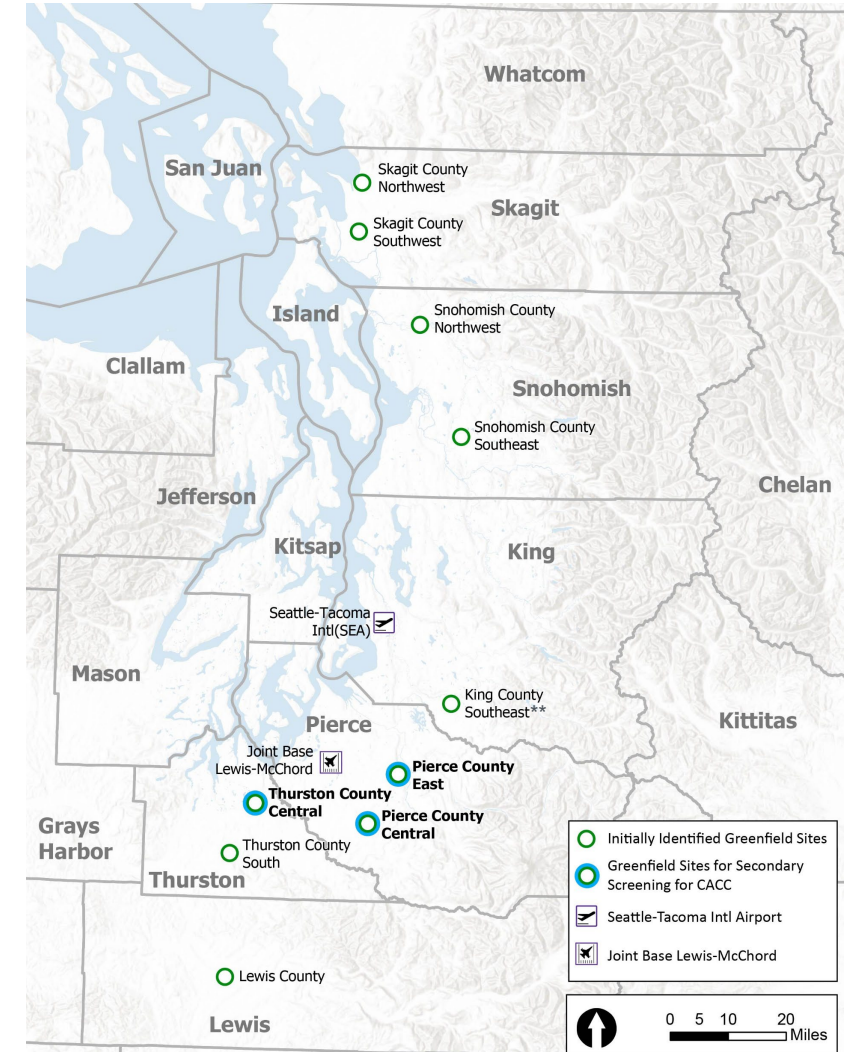 Whatcom
San Juan
Skagit County
Northwest
Skagit
Skagit County
Southwest
Island
Snohomish County
Northwest
Clallam
Snohomish
Snohomish County
Southeast
Chelan
Jefferson
Kitsap
King
Seattle-Tacoma
Intl(SEA)
Mason
King County
Southeast**
Kittitas
Pierce
Joint Base
Lewis-McChord
Pierce County
East
Thurston County
Central
Pierce County
Central
Grays
Harbor
Thurston County
South
Thurston
Lewis County
Lewis
Initially Identified Greenfield Sites
Greenfield Sites for Secondary
Screening for CACC
Seattle-Tacoma Intl Airport
Joint Base Lewis-McChord
0 5 10 20
Miles